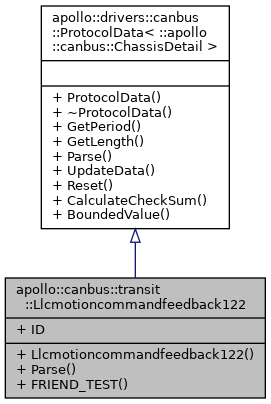 apollo::drivers::canbus
::ProtocolData< ::apollo
::canbus::ChassisDetail >
+ ProtocolData()
+ ~ProtocolData()
+ GetPeriod()
+ GetLength()
+ Parse()
+ UpdateData()
+ Reset()
+ CalculateCheckSum()
+ BoundedValue()
apollo::canbus::transit
::Llcmotioncommandfeedback122
+ ID
+ Llcmotioncommandfeedback122()
+ Parse()
+ FRIEND_TEST()